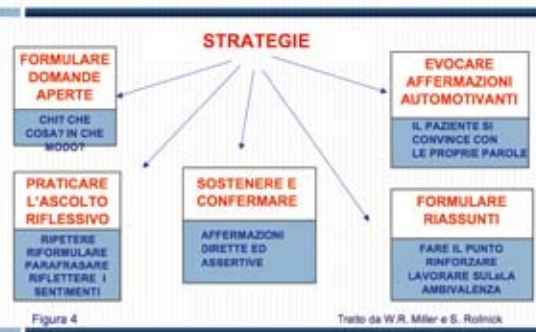 STRATEGIE
FORMULARE
DOMANDE
APERTE
CHI? CHE
COSA? IN CHE
MODO?
EVOCARE
AFFERMAZIONI
AUTOMOTIVANTI
IL PAZIENTE SI
CONVINCE CON
LE PROPRIE PAROLE
PRATICARE
L'ASCOLTO
RIFLESSIVO
RIPETERE
RIFORMULARE
PARAFRASARE
RIFLETTERE I
SENTIMENTI
SOSTENERE E
CONFERMARE
AFFERMAZIONI
DIRETTE ED
ASSERTIVE
FORMULARE
RIASSUNTI
FARE IL PUNTO
RINFORZARE
LAVORARE SULaLA
AMBIVALENZA
Figura 4
Tratto da W.R. Miller e S. Rollnick